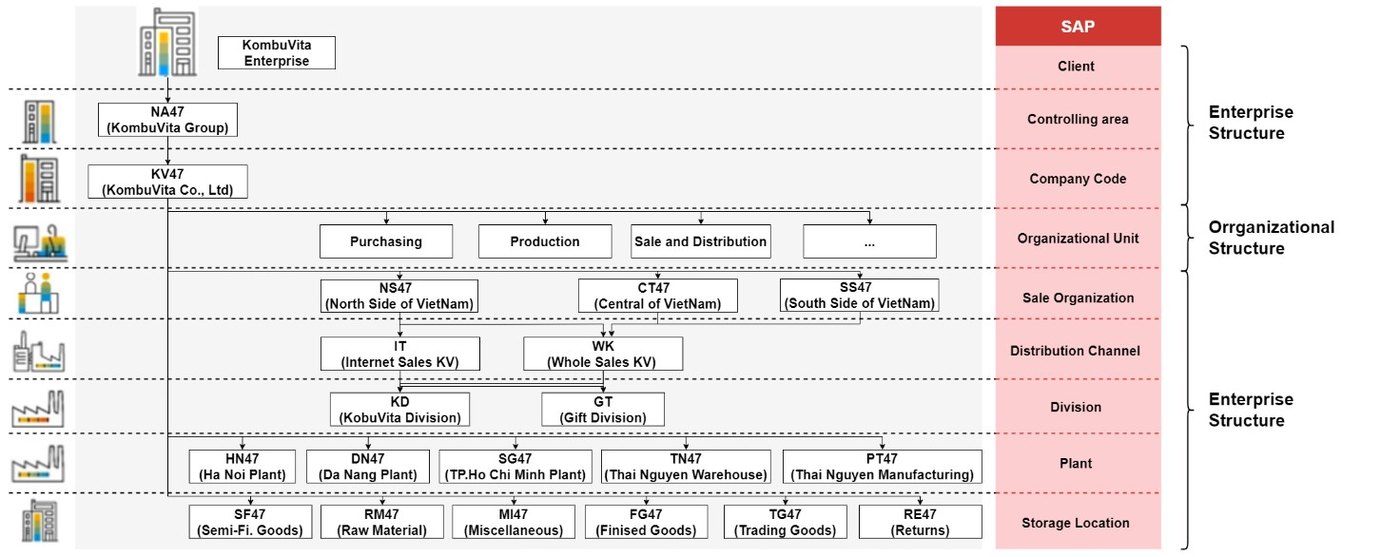 SAP
KombuVita
Enterprise
Client
NA47
(KombuVita Group)
Controlling area
Enterprise
Structure
KV47
(KombuVita Co., Ltd)
Company Code
Purchasing
Production
Sale and Distribution
...
Organizational Unit
Orrganizational
Structure
NS47
(North Side of VietNam)
CT47
(Central of VietNam)
SS47
(South Side of VietNam)
Sale Organization
IT
(Internet Sales KV)
WK
(Whole Sales KV)
Distribution Channel
KD
(KobuVita Division)
GT
(Gift Division)
Division
Enterprise
Structure
HN47
(Ha Noi Plant)
DN47
(Da Nang Plant)
SG47
(TP.Ho Chi Minh Plant)
TN47
(Thai Nguyen Warehouse)
PT47
(Thai Nguyen Manufacturing)
Plant
SF47
(Semi-Fi. Goods)
RM47
(Raw Material)
MI47
(Miscellaneous)
FG47
(Finised Goods)
TG47
(Trading Goods)
RE47
(Returns)
Storage Location